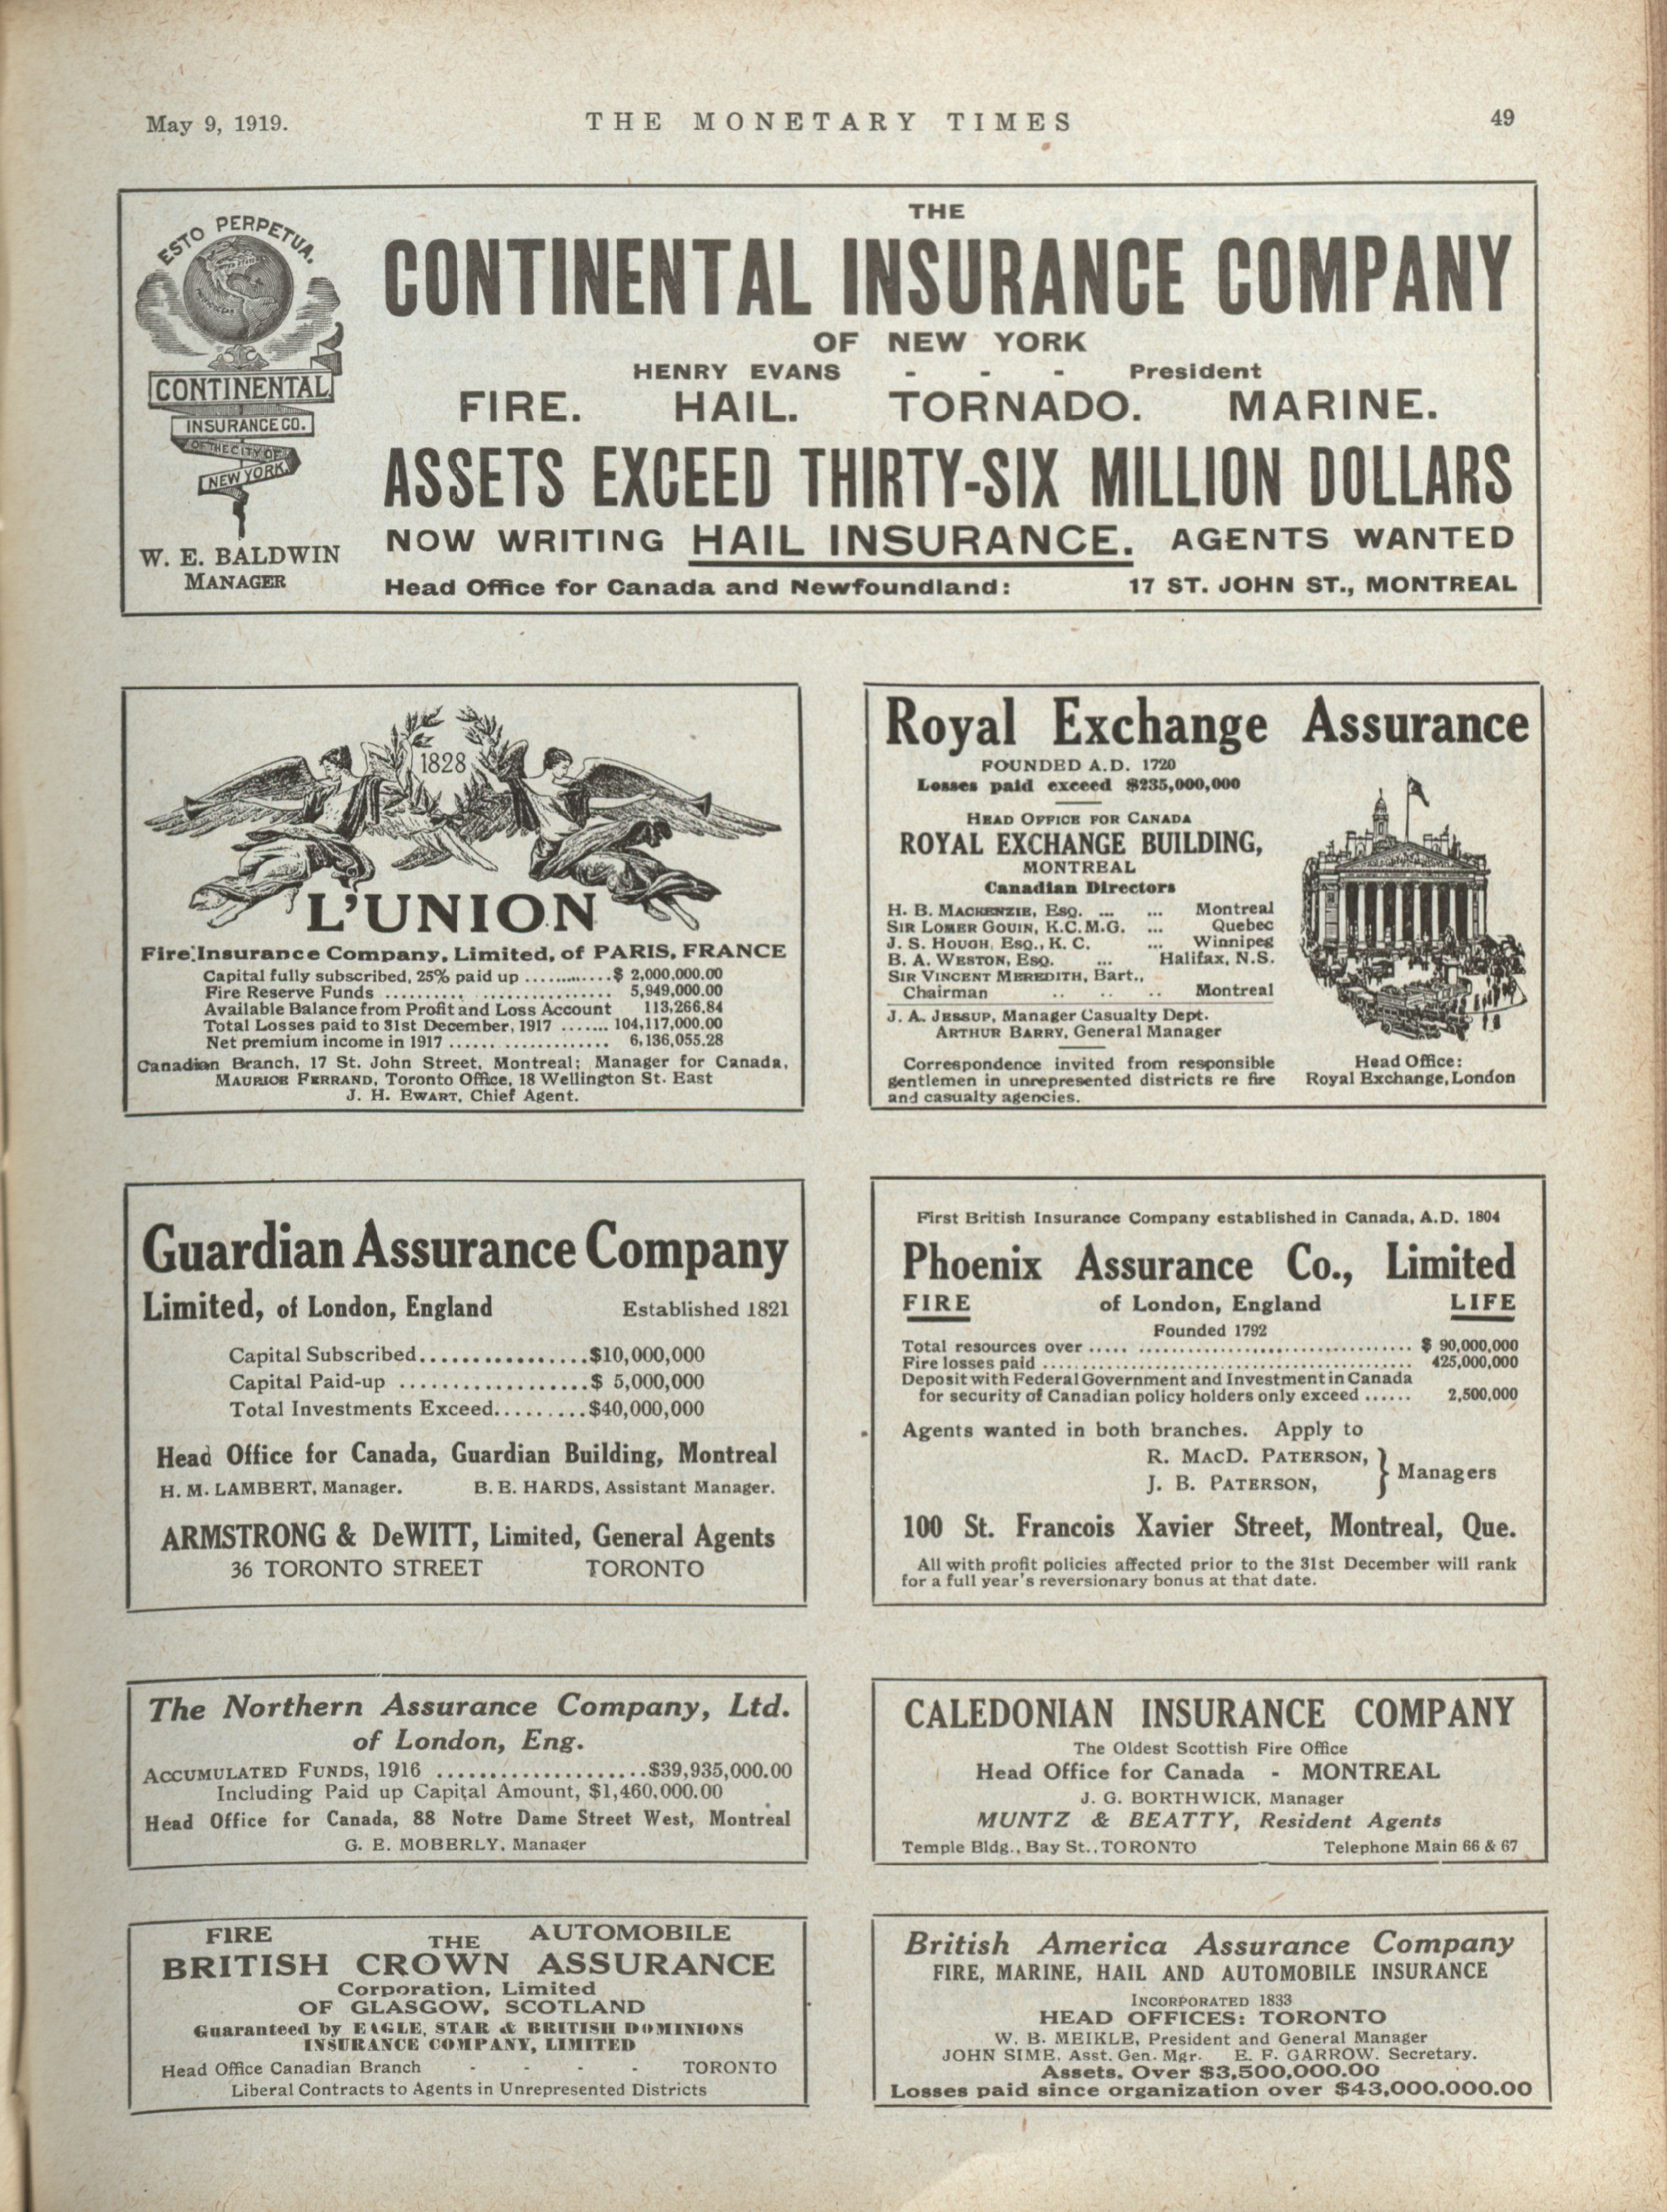 May 9, 1919.
THE MONETARY TIMES
49
ESTO PERPETUA.
CONTINENTAL
INSURANCE CO.
OF THE CITY OF
NEW YORK
W. E. BALDWIN
MANAGER
THE
CONTINENTAL INSURANCE COMPANY
OF NEW YORK
HENRY EVANS - - - President
FIRE. HAIL. TORNADO. MARINE.
ASSETS EXCEED THIRTY-SIX MILLION DOLLARS
NOW WRITING HAIL INSURANCE. AGENTS WANTED
Head Office for Canada and Newfoundland: 17 ST. JOHN ST., MONTREAL
1828
L'UNION
Fire Insurance Company, Limited, of PARIS, FRANCE
Capital fully subscribed, 25% paid up ............$ 2,000,000.00
Fire Reserve Funds .......... ................ 5,949,000.00
Available Balance from Profit and Loss Account 113,266.84
Total Losses paid to 31st December, 1917 ....... 104,117,000.00
Net premium income in 1917 .................... 6,136,055.28
Canadian Branch, 17 St. John Street, Montreal; Manager for Canada,
MAURICE FERRAND, Toronto Office, 18 Wellington St. East
J. H. EWART, Chief Agent.
Royal Exchange Assurance
FOUNDED A.D. 1720
Losses paid exceed $235,000,000
HEAD OFFICE FOR CANADA
ROYAL EXCHANGE BUILDING,
MONTREAL
Canadian Directors
H. B. MACKENZIE, ESQ. ... ... Montreal
SIR LOMER GOUIN, K.C.M.G. ... Quebec
J. S. HOUGH, ESQ., K. C. ... Winnipeg
B. A. WESTON, ESQ. ... Halifax, N.S.
SIR VINCENT MEREDITH, Bart.,
Chairman .. .. .. Montreal
J. A. JESSUP, Manager Casualty Dept.
ARTHUR BARRY, General Manager
Correspondence invited from responsible
gentlemen in unrepresented districts re fire
and casualty agencies.
Head Office:
Royal Exchange, London
Guardian Assurance Company
Limited, of London, England Established 1821
Capital Subscribed.................$10,000,000
Capital Paid-up ...................$ 5,000,000
Total Investments Exceed..........$40,000,000
Head Office for Canada, Guardian Building, Montreal
H. M. LAMBERT, Manager. B. E. HARDS, Assistant Manager.
ARMSTRONG & DeWITT, Limited, General Agents
36 TORONTO STREET TORONTO
First British Insurance Company established in Canada, A.D. 1804
Phoenix Assurance Co., Limited
FIRE of London, England LIFE
Founded 1792
Total resources over ..... .................................... $ 90,000,000
Fire losses paid ................................................ 425,000,000
Deposit with Federal Government and Investment in Canada
for security of Canadian policy holders only exceed ...... 2,500,000
Agents wanted in both branches. Apply to
R. MACD. PATERSON,
J. B. PATERSON,
} Managers
100 St. Francois Xavier Street, Montreal, Que.
All with profit policies affected prior to the 31st December will rank
for a full year's reversionary bonus at that date.
The Northern Assurance Company, Ltd.
of London, Eng.
ACCUMULATED FUNDS, 1916 .....................$39,935,000.00
Including Paid up Capital Amount, $1,460,000.00
Head Office for Canada, 88 Notre Dame Street West, Montreal
G. E. MOBERLY, Manager
CALEDONIAN INSURANCE COMPANY
The Oldest Scottish Fire Office
Head Office for Canada - MONTREAL
J. G. BORTHWICK, Manager
MUNTZ & BEATTY, Resident Agents
Temple Bldg., Bay St., TORONTO Telephone Main 66 & 67
FIRE THE AUTOMOBILE
BRITISH CROWN ASSURANCE
Corporation, Limited
OF GLASGOW, SCOTLAND
Guaranteed by EAGLE, STAR & BRITISH DOMINIONS
INSURANCE COMPANY, LIMITED
Head Office Canadian Branch - - - - TORONTO
Liberal Contracts to Agents in Unrepresented Districts
British America Assurance Company
FIRE, MARINE, HAIL AND AUTOMOBILE INSURANCE
INCORPORATED 1833
HEAD OFFICES: TORONTO
W. B. MEIKLE, President and General Manager
JOHN SIME, Asst. Gen. Mgr. E. F. GARROW, Secretary.
Assets, Over $3,500,000.00
Losses paid since organization over $43,000,000.00